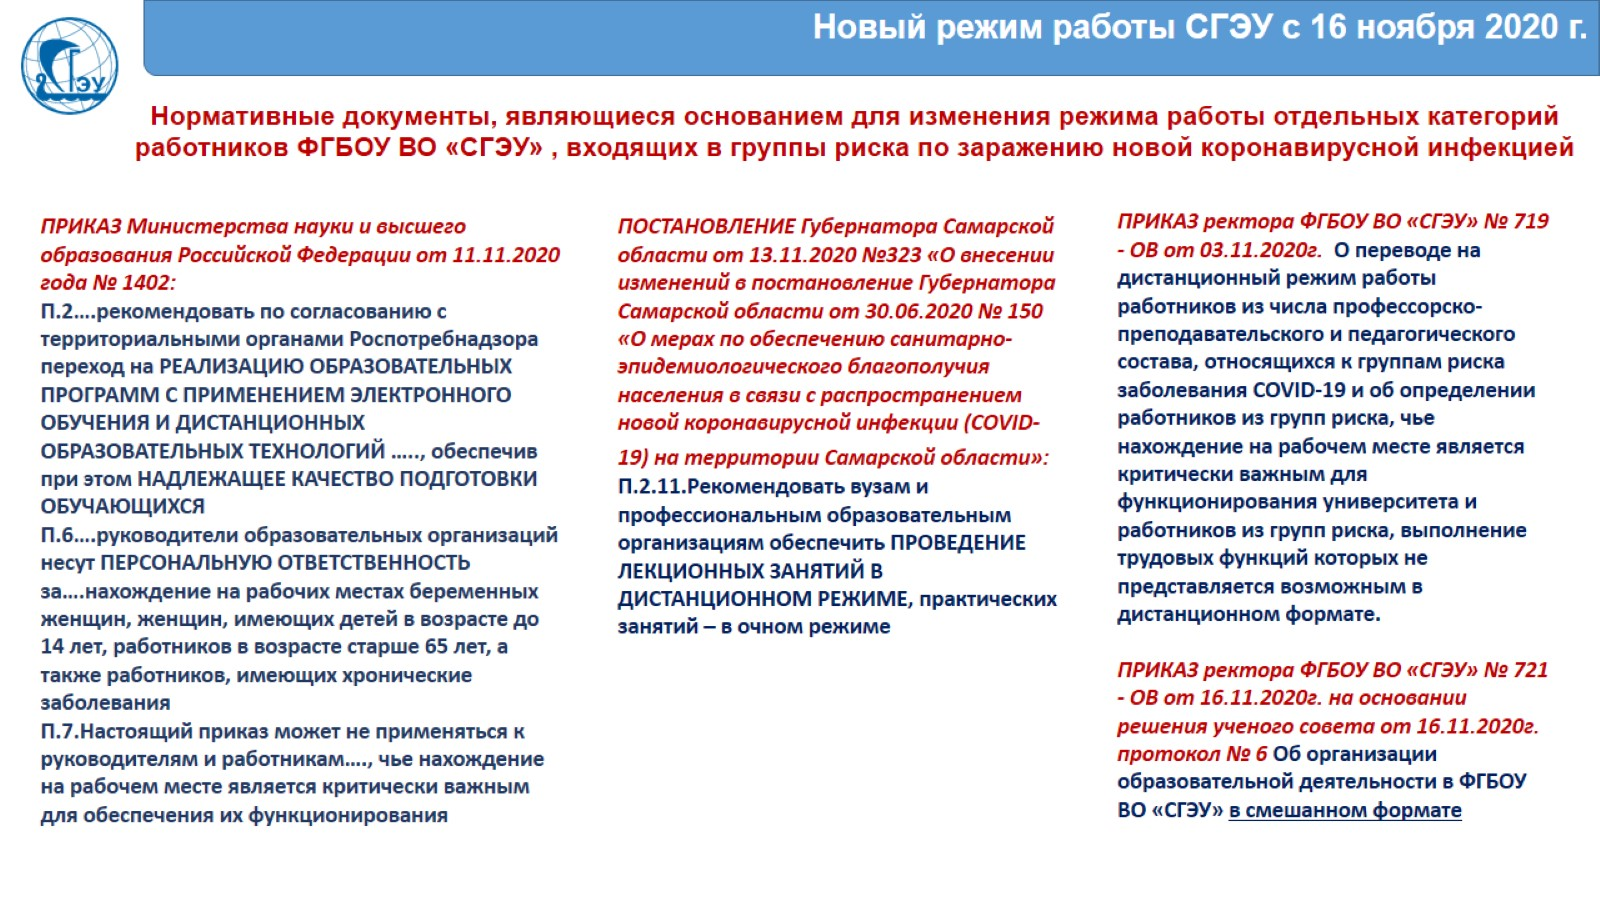 Новый режим работы СГЭУ с 16 ноября 2020 г.
ГЭУ
Нормативные документы, являющиеся основанием для изменения режима работы отдельных категорий
работников ФГБОУ ВО «СГЭУ» , входящих в группы риска по заражению новой коронавирусной инфекцией
ПРИКАЗ Министерства науки и высшего
образования Российской Федерации от 11.11.2020
года № 1402:
П.2….рекомендовать по согласованию с
территориальными органами Роспотребнадзора
переход на РЕАЛИЗАЦИЮ ОБРАЗОВАТЕЛЬНЫХ
ПРОГРАММ С ПРИМЕНЕНИЕМ ЭЛЕКТРОННОГО
ОБУЧЕНИЯ И ДИСТАНЦИОННЫХ
ОБРАЗОВАТЕЛЬНЫХ ТЕХНОЛОГИЙ ….., обеспечив
при этом НАДЛЕЖАЩЕЕ КАЧЕСТВО ПОДГОТОВКИ
ОБУЧАЮЩИХСЯ
П.6….руководители образовательных организаций
несут ПЕРСОНАЛЬНУЮ ОТВЕТСТВЕННОСТЬ
за….нахождение на рабочих местах беременных
женщин, женщин, имеющих детей в возрасте до
14 лет, работников в возрасте старше 65 лет, а
также работников, имеющих хронические
заболевания
П.7.Настоящий приказ может не применяться к
руководителям и работникам…., чье нахождение
на рабочем месте является критически важным
для обеспечения их функционирования
ПОСТАНОВЛЕНИЕ Губернатора Самарской
области от 13.11.2020 №323 «О внесении
изменений в постановление Губернатора
Самарской области от 30.06.2020 № 150
«О мерах по обеспечению санитарно-
эпидемиологического благополучия
населения в связи с распространением
новой коронавирусной инфекции (COVID-
19) на территории Самарской области»:
П.2.11.Рекомендовать вузам и
профессиональным образовательным
организациям обеспечить ПРОВЕДЕНИЕ
ЛЕКЦИОННЫХ ЗАНЯТИЙ В
ДИСТАНЦИОННОМ РЕЖИМЕ, практических
занятий – в очном режиме
ПРИКАЗ ректора ФГБОУ ВО «СГЭУ» № 719
- ОВ от 03.11.2020г. О переводе на
дистанционный режим работы
работников из числа профессорско-
преподавательского и педагогического
состава, относящихся к группам риска
заболевания COVID-19 и об определении
работников из групп риска, чье
нахождение на рабочем месте является
критически важным для
функционирования университета и
работников из групп риска, выполнение
трудовых функций которых не
представляется возможным в
дистанционном формате.
ПРИКАЗ ректора ФГБОУ ВО «СГЭУ» № 721
- ОВ от 16.11.2020г. на основании
решения ученого совета от 16.11.2020г.
протокол № 6 Об организации
образовательной деятельности в ФГБОУ
ВО «СГЭУ» в смешанном формате